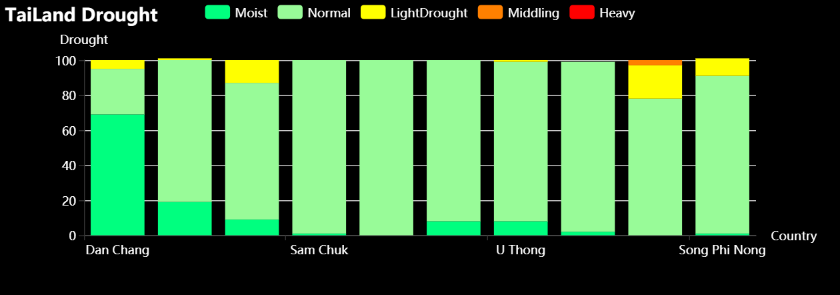 TaiLand Drought
Moist Normal LightDrought Middling Heavy
Drought
100
80
60
40
20
0
Dan Chang Sam Chuk U Thong Song Phi Nong
Country